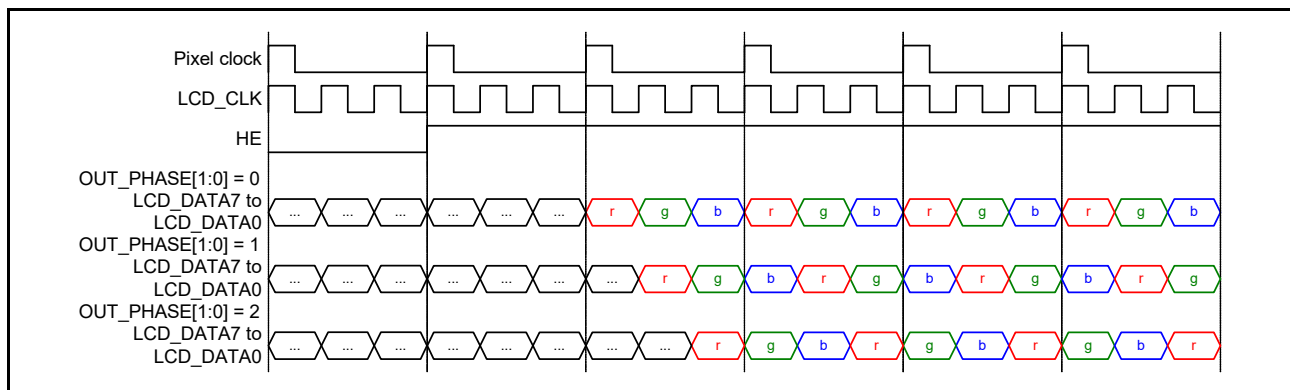 Pixel clock
LCD_CLK
HE
OUT_PHASE[1:0] = 0
LCD_DATA7 to
LCD_DATA0
... ... ... ... ... ... r g b r g b r g b r g b
OUT_PHASE[1:0] = 1
LCD_DATA7 to
LCD_DATA0
... ... ... ... ... ... ... r g b r g b r g b r g
OUT_PHASE[1:0] = 2
LCD_DATA7 to
LCD_DATA0
... ... ... ... ... ... ... ... r g b r g b r g b r